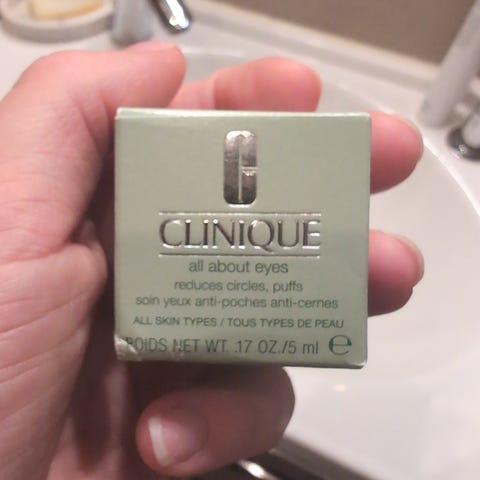 C
CLINIQUE
all about eyes
reduces circles, puffs
soin yeux anti-poches anti-cernes
ALL SKIN TYPES / TOUS TYPES DE PEAU
POIDS NET WT. .17 OZ./5 ml ℮